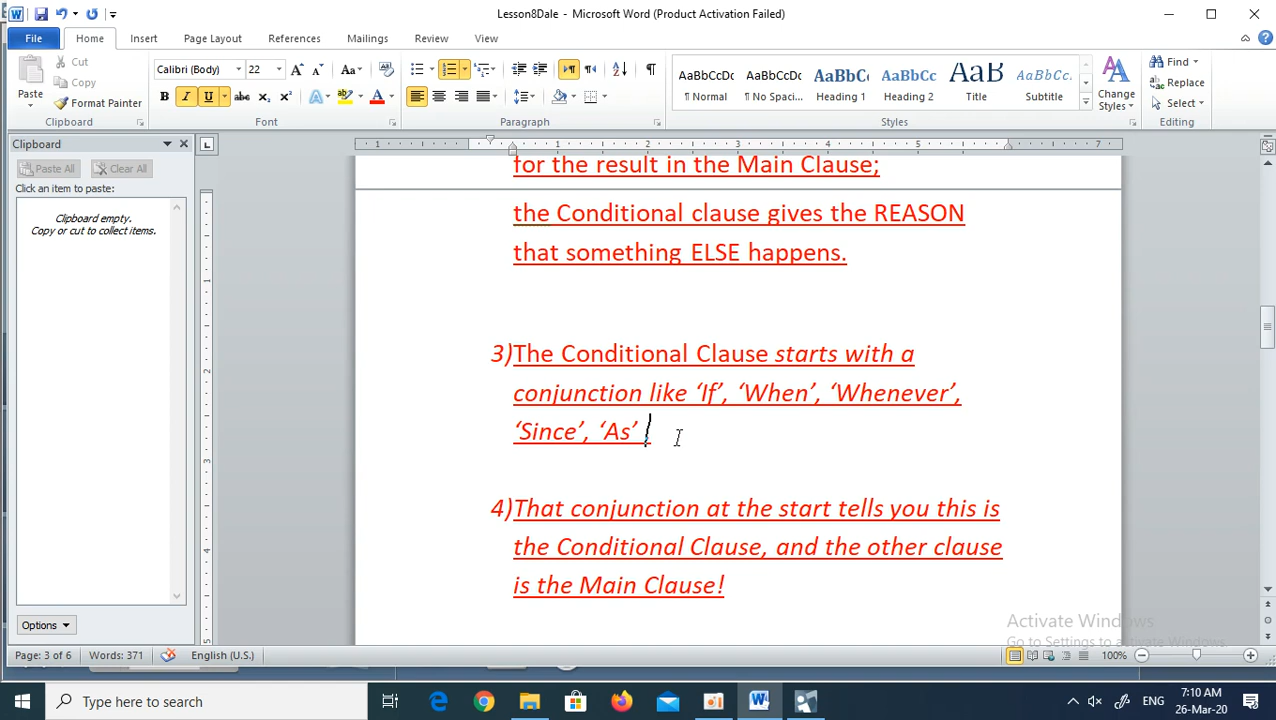 Lesson8Dale - Microsoft Word (Product Activation Failed)
File Home Insert Page Layout References Mailings Review View
Cut
Copy
Paste
Format Painter
Clipboard
Calibri (Body) 22
Font
Paragraph
AaBbCcDc AaBbCcDc AaBbCc AaBbCc AaB AaBbCc.
¶ Normal ¶ No Spaci... Heading 1 Heading 2 Title Subtitle
Styles
Change Styles
Find
Replace
Select
Editing
Clipboard
Paste All Clear All
Click an item to paste:
Clipboard empty.
Copy or cut to collect items.
Options
for the result in the Main Clause;
the Conditional clause gives the REASON
that something ELSE happens.
3)The Conditional Clause starts with a
conjunction like ‘If’, ‘When’, ‘Whenever’,
‘Since’, ‘As’
4)That conjunction at the start tells you this is
the Conditional Clause, and the other clause
is the Main Clause!
Activate Windows
Go to Settings to activate Windows.
Page: 3 of 6 Words: 371 English (U.S.) 100%
Type here to search
ENG
7:10 AM
26-Mar-20